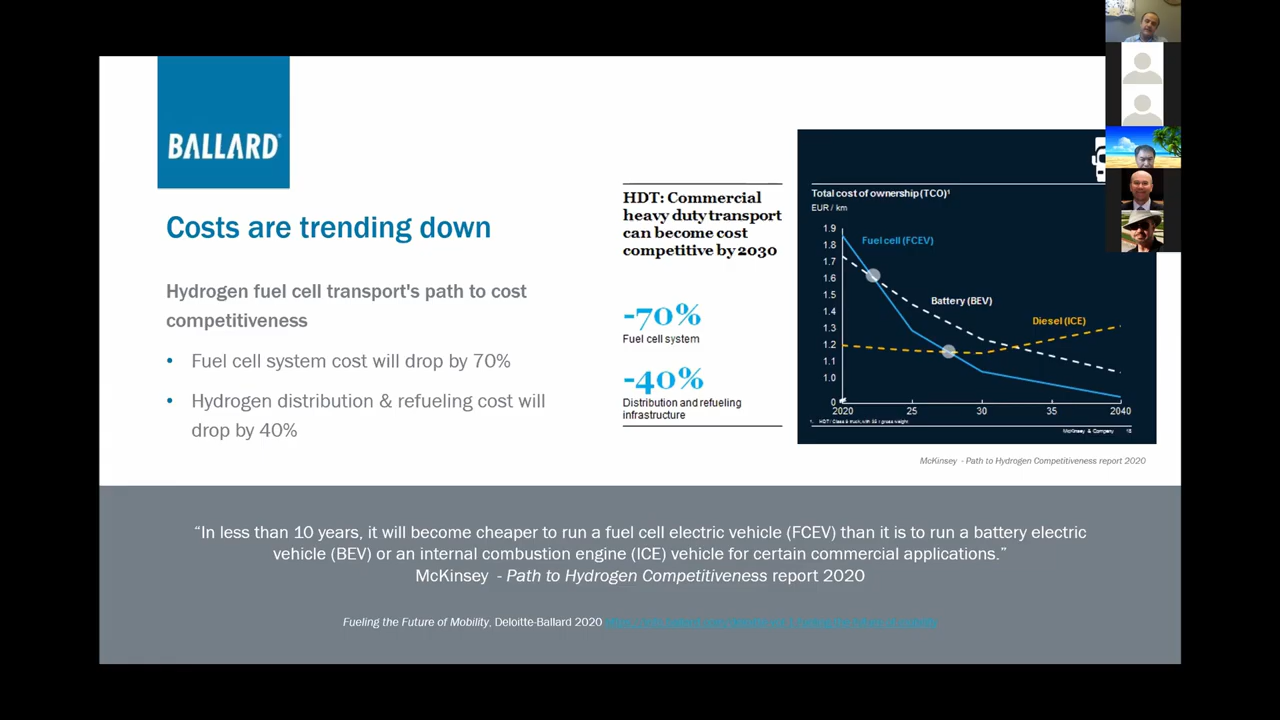 BALLARD®
Costs are trending down
Hydrogen fuel cell transport's path to cost
competitiveness
• Fuel cell system cost will drop by 70%
• Hydrogen distribution & refueling cost will
drop by 40%
HDT: Commercial
heavy duty transport
can become cost
competitive by 2030
-70%
Fuel cell system
-40%
Distribution and refueling
infrastructure
Total cost of ownership (TCO)¹
EUR / km
1.9
1.8
1.7
1.6
1.5
1.4
1.3
1.2
1.1
1.0
0
Fuel cell (FCEV)
Battery (BEV)
Diesel (ICE)
2020 25 30 35 2040
McKinsey & Company
McKinsey - Path to Hydrogen Competitiveness report 2020
“In less than 10 years, it will become cheaper to run a fuel cell electric vehicle (FCEV) than it is to run a battery electric
vehicle (BEV) or an internal combustion engine (ICE) vehicle for certain commercial applications.”
McKinsey - Path to Hydrogen Competitiveness report 2020
Fueling the Future of Mobility, Deloitte-Ballard 2020